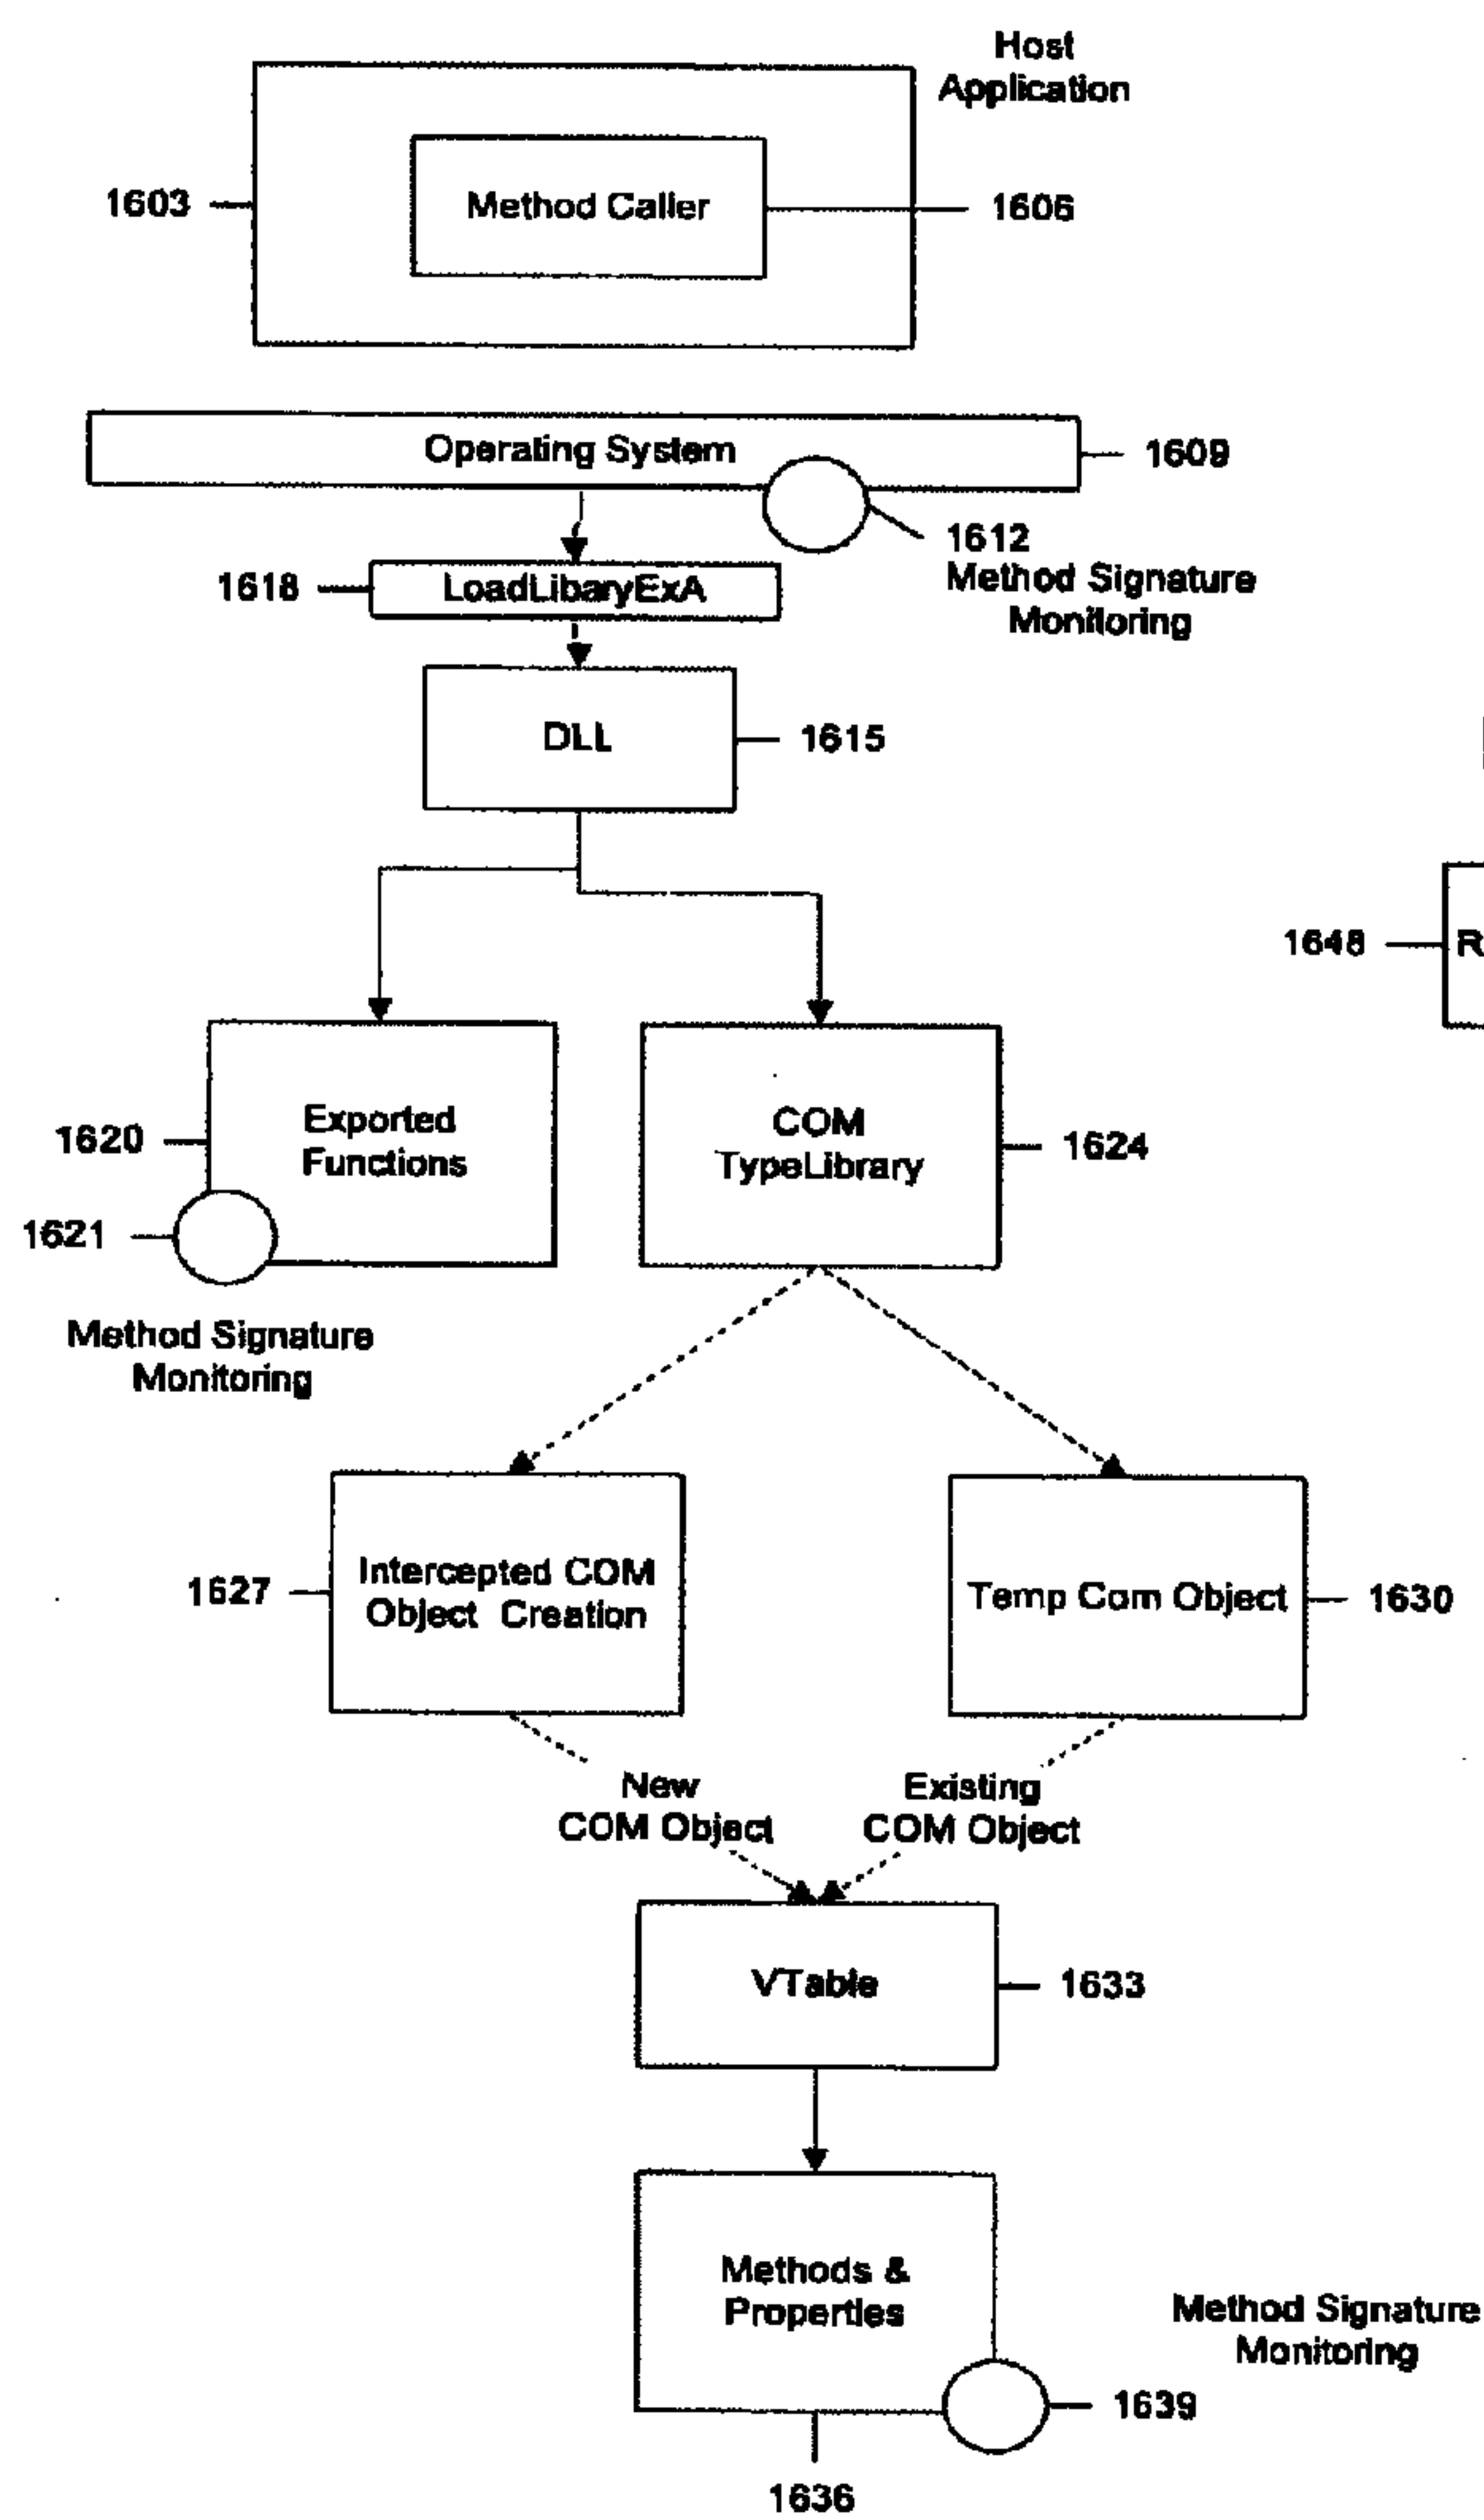 Host
Application
1603
Method Caller
1606
Operating System
1609
1612
Method Signature
Monitoring
1618
LoadLibaryExA
DLL
1615
1648
Exported
Functions
1620
COM
TypeLibrary
1624
1621
Method Signature
Monitoring
1627
Intercepted COM
Object Creation
Temp Com Object
1630
New
COM Object
Existing
COM Object
VTable
1633
Methods &
Properties
Method Signature
Monitoring
1639
1636